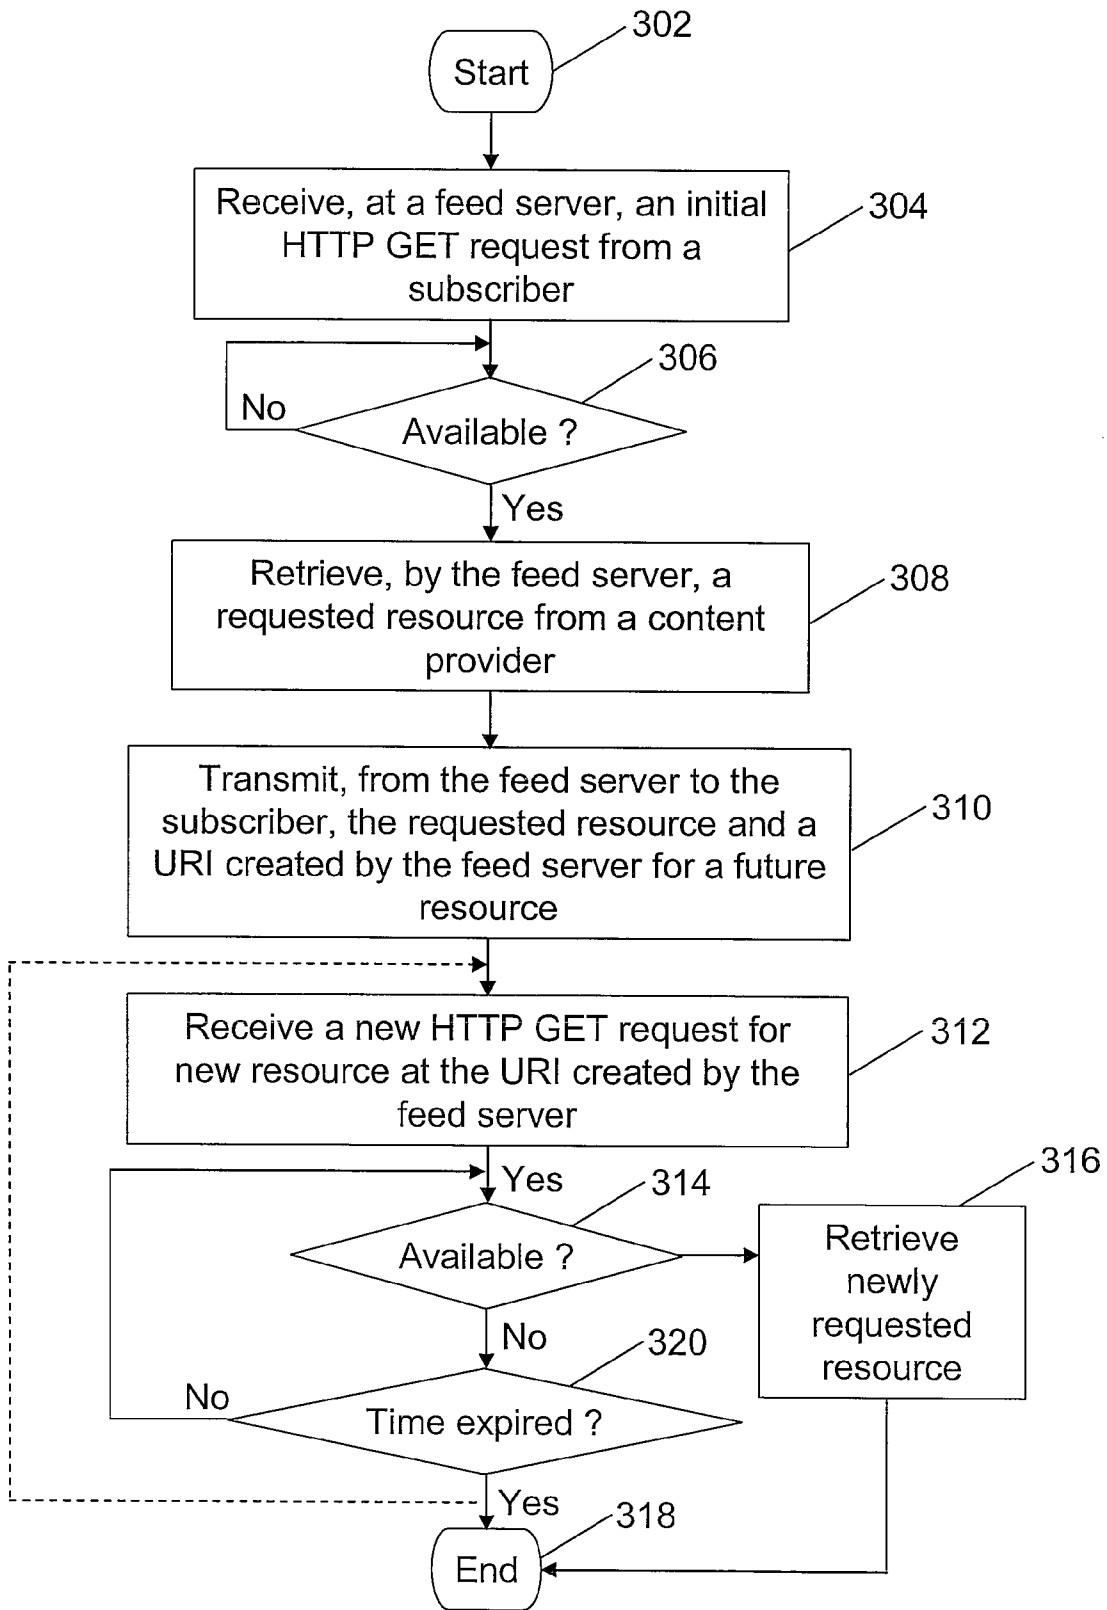 302
Start
Receive, at a feed server, an initial
HTTP GET request from a
subscriber
304
306
No
Available ?
Yes
Retrieve, by the feed server, a
requested resource from a content
provider
308
Transmit, from the feed server to the
subscriber, the requested resource and a
URI created by the feed server for a future
resource
310
Receive a new HTTP GET request for
new resource at the URI created by the
feed server
312
Yes
314
316
Available ?
Retrieve
newly
requested
resource
No
320
No
Time expired ?
Yes
318
End